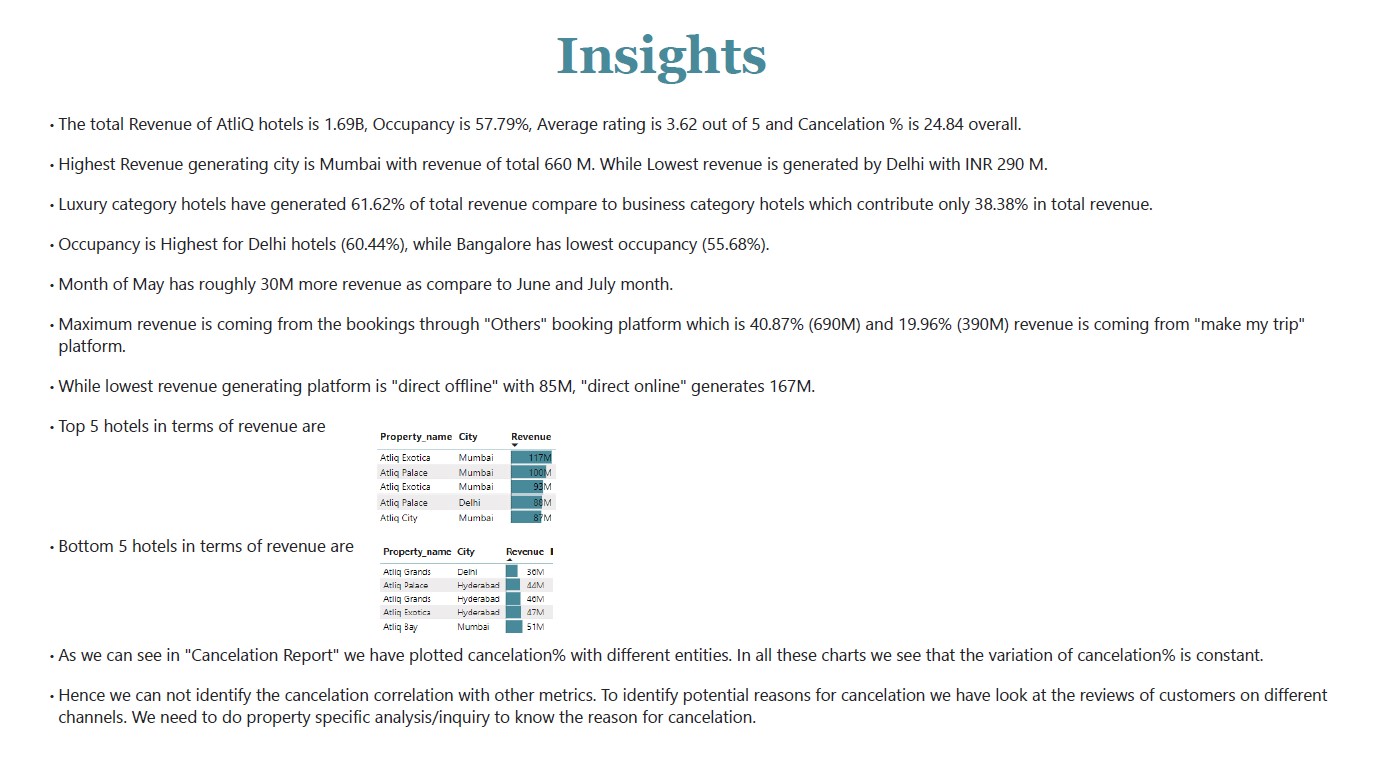 Insights
• The total Revenue of AtliQ hotels is 1.69B, Occupancy is 57.79%, Average rating is 3.62 out of 5 and Cancelation % is 24.84 overall.
• Highest Revenue generating city is Mumbai with revenue of total 660 M. While Lowest revenue is generated by Delhi with INR 290 M.
• Luxury category hotels have generated 61.62% of total revenue compare to business category hotels which contribute only 38.38% in total revenue.
• Occupancy is Highest for Delhi hotels (60.44%), while Bangalore has lowest occupancy (55.68%).
• Month of May has roughly 30M more revenue as compare to June and July month.
• Maximum revenue is coming from the bookings through "Others" booking platform which is 40.87% (690M) and 19.96% (390M) revenue is coming from "make my trip"
platform.
• While lowest revenue generating platform is "direct offline" with 85M, "direct online" generates 167M.
• Top 5 hotels in terms of revenue are
Property_name City Revenue
Atliq Exotica Mumbai 117M
Atliq Palace Mumbai 100M
Atliq Exotica Mumbai 93M
Atliq Palace Delhi
Atliq City Mumbai 87M
• Bottom 5 hotels in terms of revenue are
Property_name City Revenue
Atliq Grands Delhi 36M
Atliq Palace Hyderabad 44M
Atliq Grands Hyderabad 46M
Atliq Exotica Hyderabad 47M
Atliq Bay Mumbai 51M
• As we can see in "Cancelation Report" we have plotted cancelation% with different entities. In all these charts we see that the variation of cancelation% is constant.
• Hence we can not identify the cancelation correlation with other metrics. To identify potential reasons for cancelation we have look at the reviews of customers on different
channels. We need to do property specific analysis/inquiry to know the reason for cancelation.